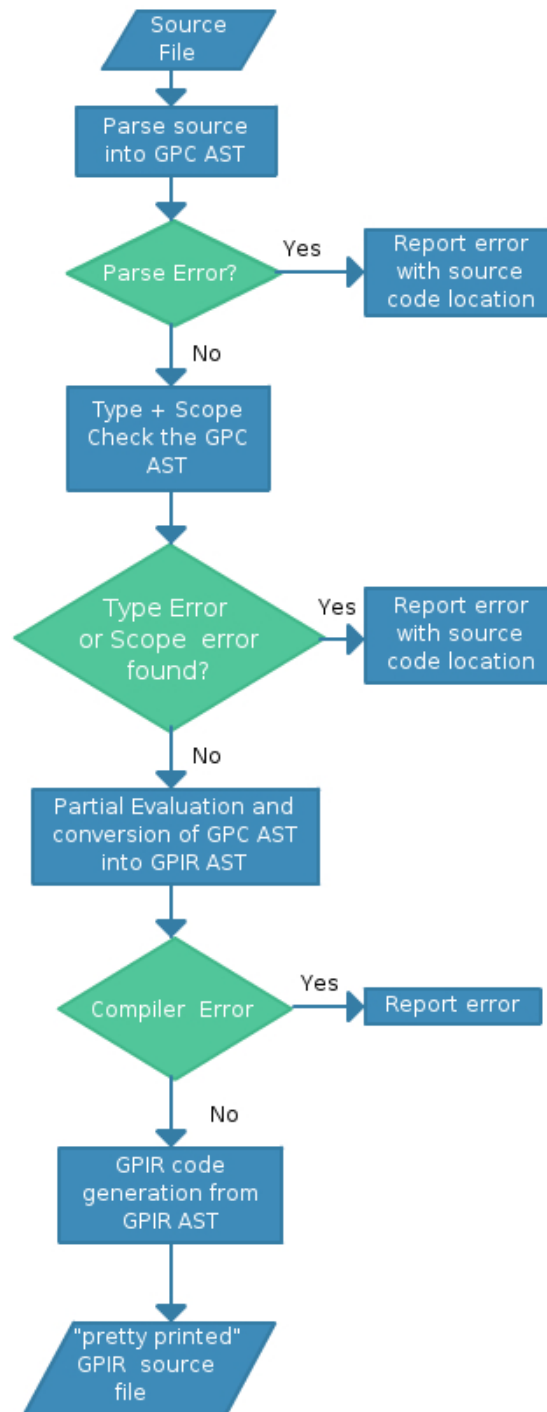 Source
File
Parse source
into GPC AST
Parse Error?
Yes
Report error
with source
code location
No
Type + Scope
Check the GPC
AST
Type Error
or Scope error
found?
Yes
Report error
with source
code location
No
Partial Evaluation and
conversion of GPC AST
into GPIR AST
Compiler Error
Yes
Report error
No
GPIR code
generation from
GPIR AST
"pretty printed"
GPIR source
file